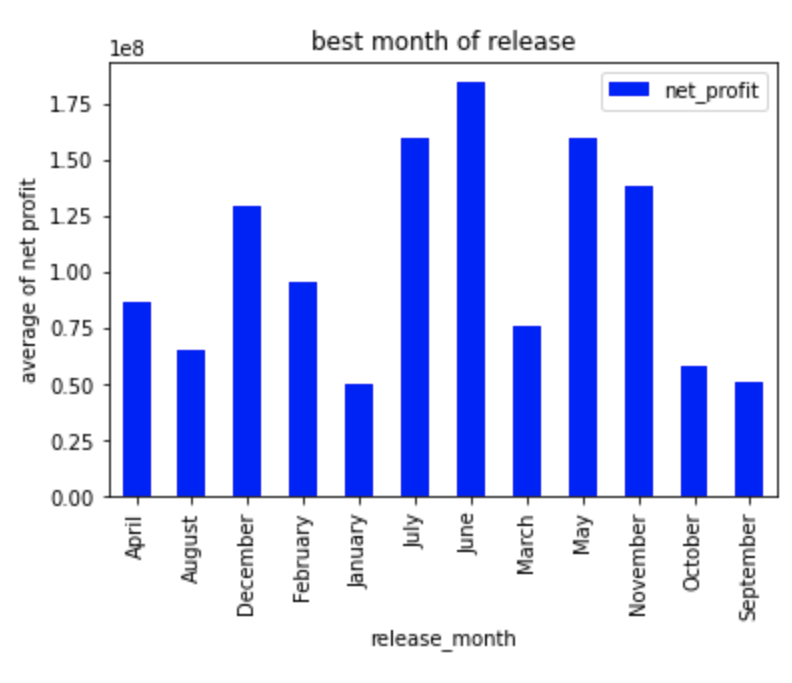 best month of release
1e8
net_profit
1.75
1.50
1.25
1.00
0.75
0.50
0.25
0.00
average of net profit
April
August
December
February
January
July
June
March
May
November
October
September
release_month